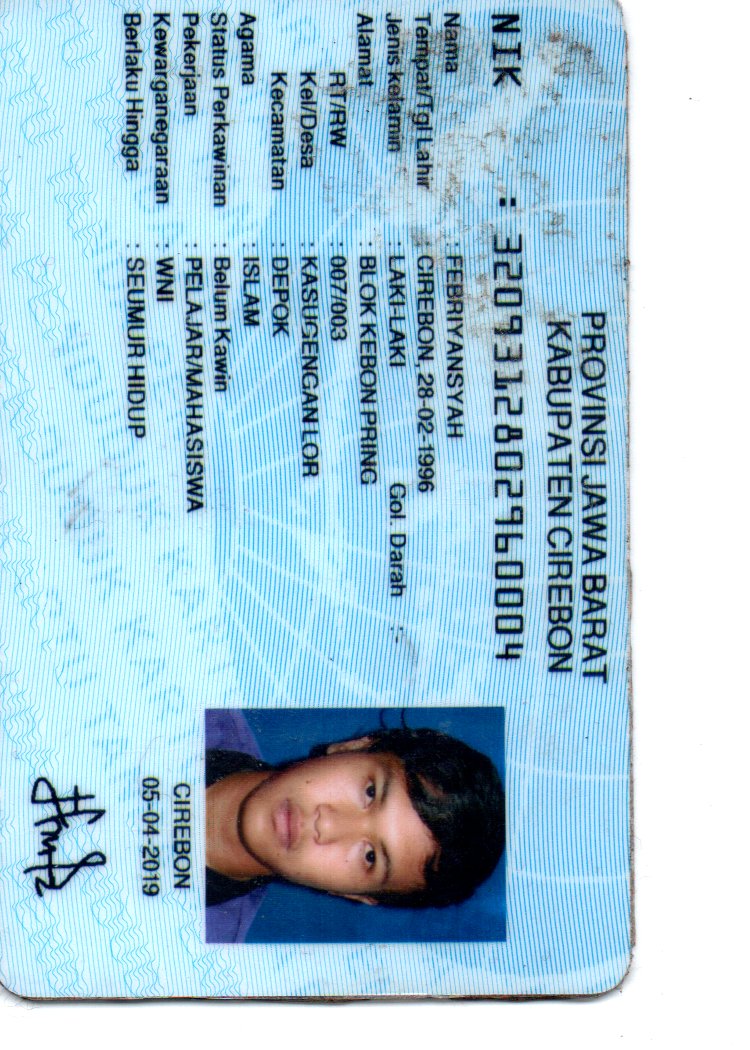 PROVINSI JAWA BARAT
KABUPATEN CIREBON
NIK : 3209312802960004
Nama : FEBRIYANSYAH
Tempat/Tgl Lahir : CIREBON, 28-02-1996
Jenis kelamin : LAKI-LAKI Gol. Darah : -
Alamat : BLOK KEBON PRING
RT/RW : 007/003
Kel/Desa : KASUGENGAN LOR
Kecamatan : DEPOK
Agama : ISLAM
Status Perkawinan : Belum Kawin
Pekerjaan : PELAJAR/MAHASISWA
Kewarganegaraan : WNI
Berlaku Hingga : SEUMUR HIDUP
CIREBON
05-04-2019